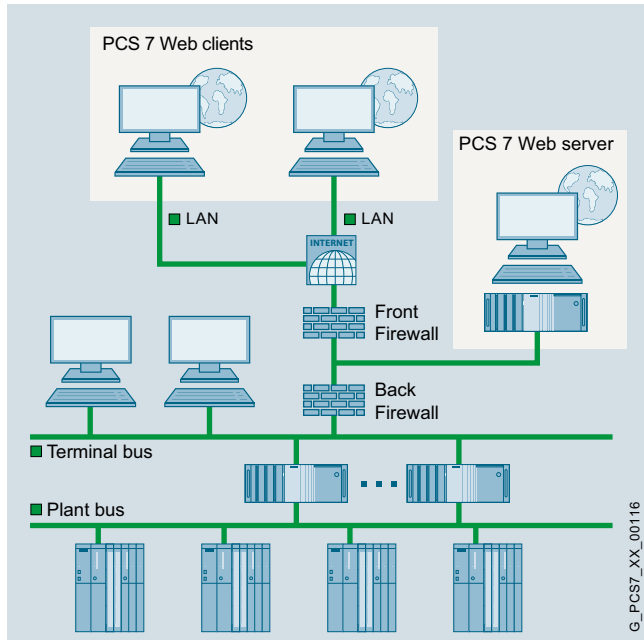 PCS 7 Web clients
PCS 7 Web server
LAN
LAN
INTERNET
Front
Firewall
Back
Firewall
Terminal bus
Plant bus
G_PCS7_XX_00116